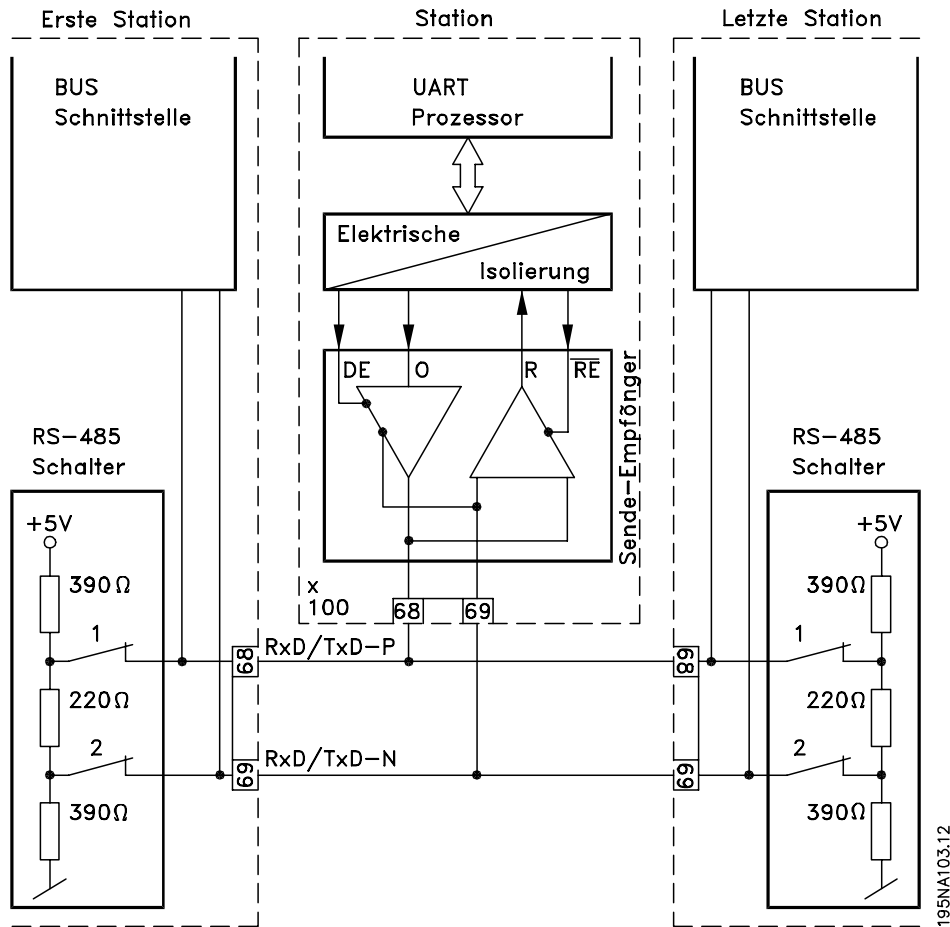 Erste Station
Station
Letzte Station
BUS
Schnittstelle
UART
Prozessor
BUS
Schnittstelle
Elektrische
Isolierung
DE
O
R
RE
Sende-Empfönger
RS-485
Schalter
RS-485
Schalter
+5V
390Ω
1
220Ω
2
390Ω
+5V
390Ω
1
220Ω
2
390Ω
x
100
68
69
68
RxD/TxD-P
68
69
RxD/TxD-N
69
195NA103.12